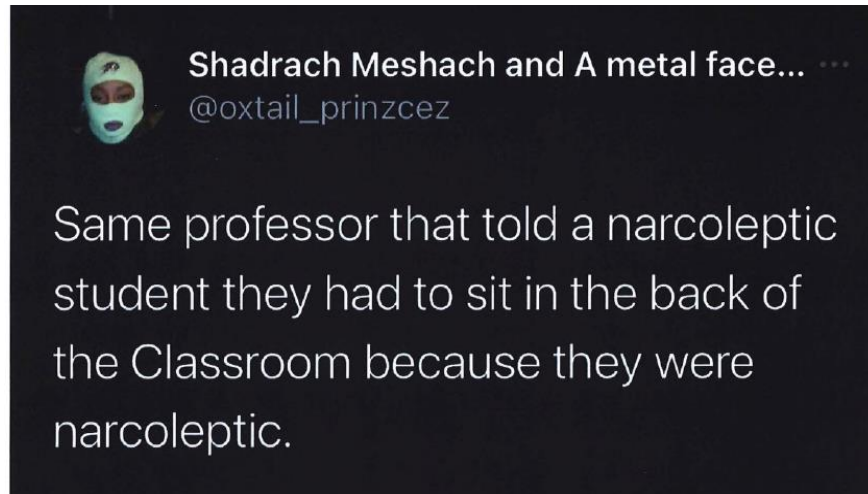 Shadrach Meshach and A metal face...
@oxtail_prinzcez
Same professor that told a narcoleptic
student they had to sit in the back of
the Classroom because they were
narcoleptic.